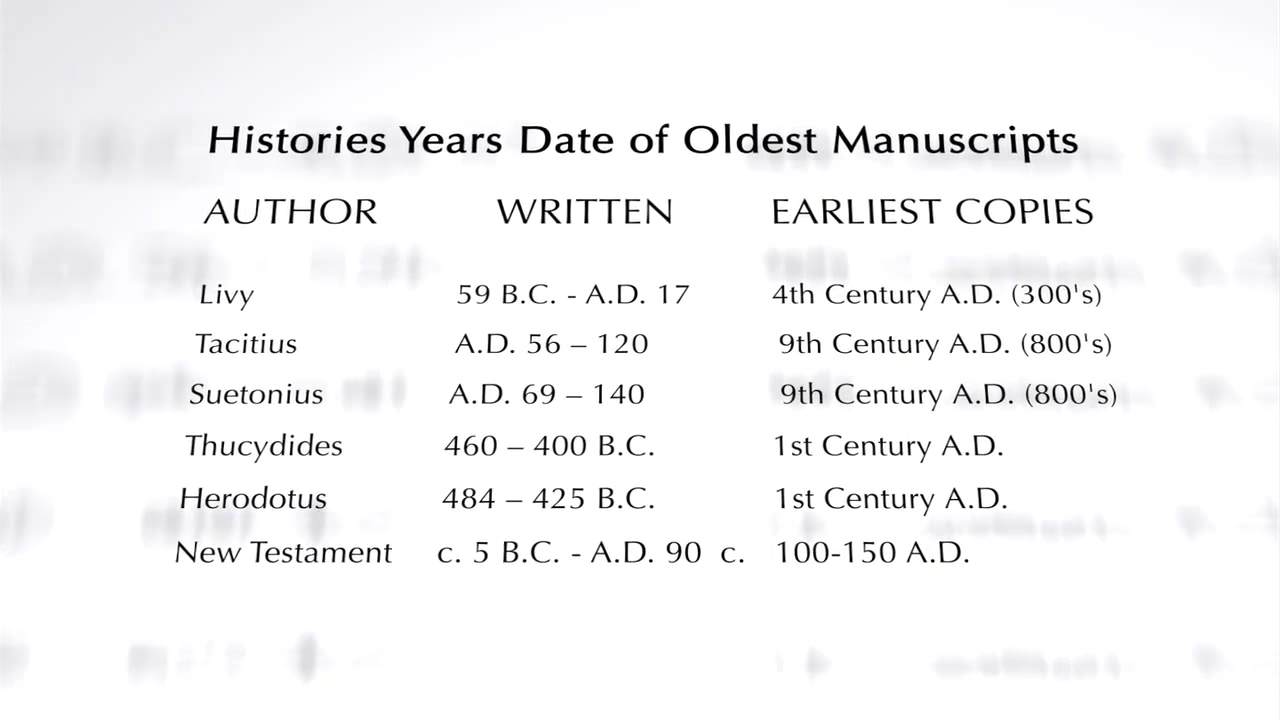 Histories Years Date of Oldest Manuscripts
AUTHOR WRITTEN EARLIEST COPIES
Livy 59 B.C. - A.D. 17 4th Century A.D. (300's)
Tacitius A.D. 56 – 120 9th Century A.D. (800's)
Suetonius A.D. 69 – 140 9th Century A.D. (800's)
Thucydides 460 – 400 B.C. 1st Century A.D.
Herodotus 484 – 425 B.C. 1st Century A.D.
New Testament c. 5 B.C. - A.D. 90 c. 100-150 A.D.